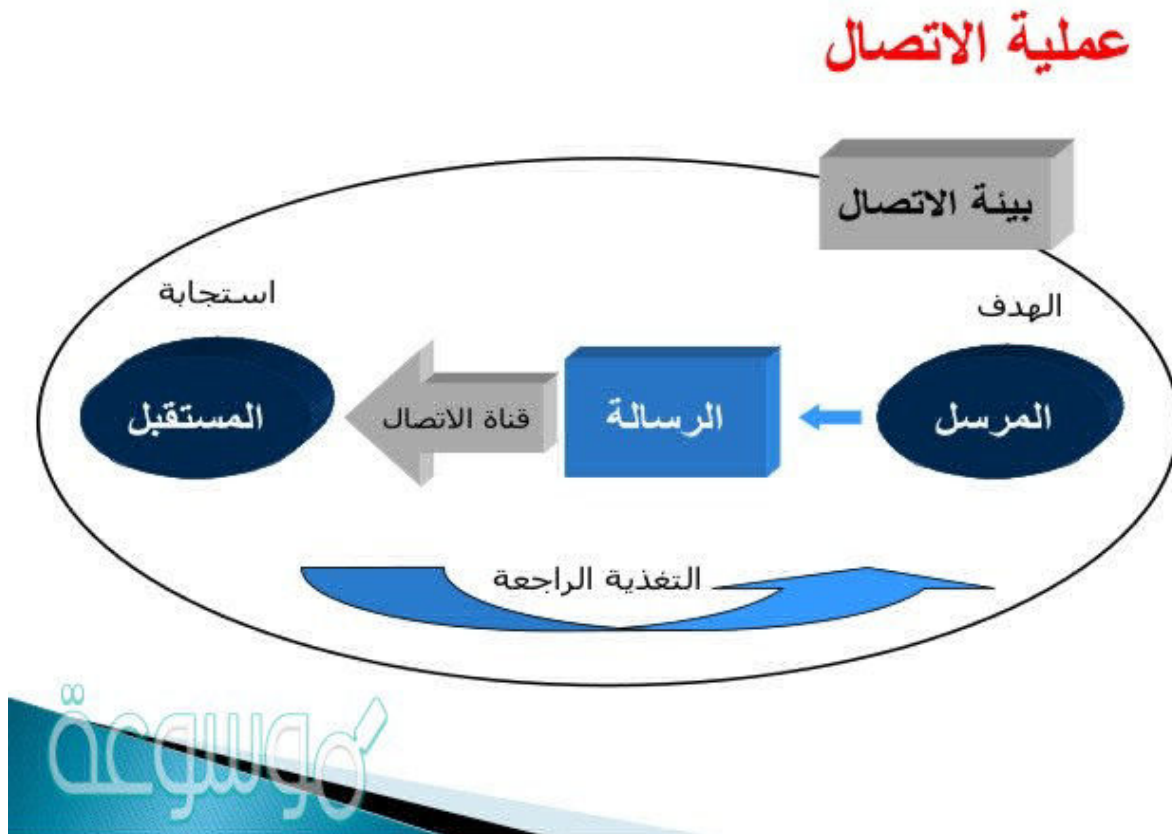 عملية الاتصال
بيئة الاتصال
الهدف
استجابة
المرسل
الرسالة
قناة الاتصال
المستقبل
التغذية الراجعة
موسوعة